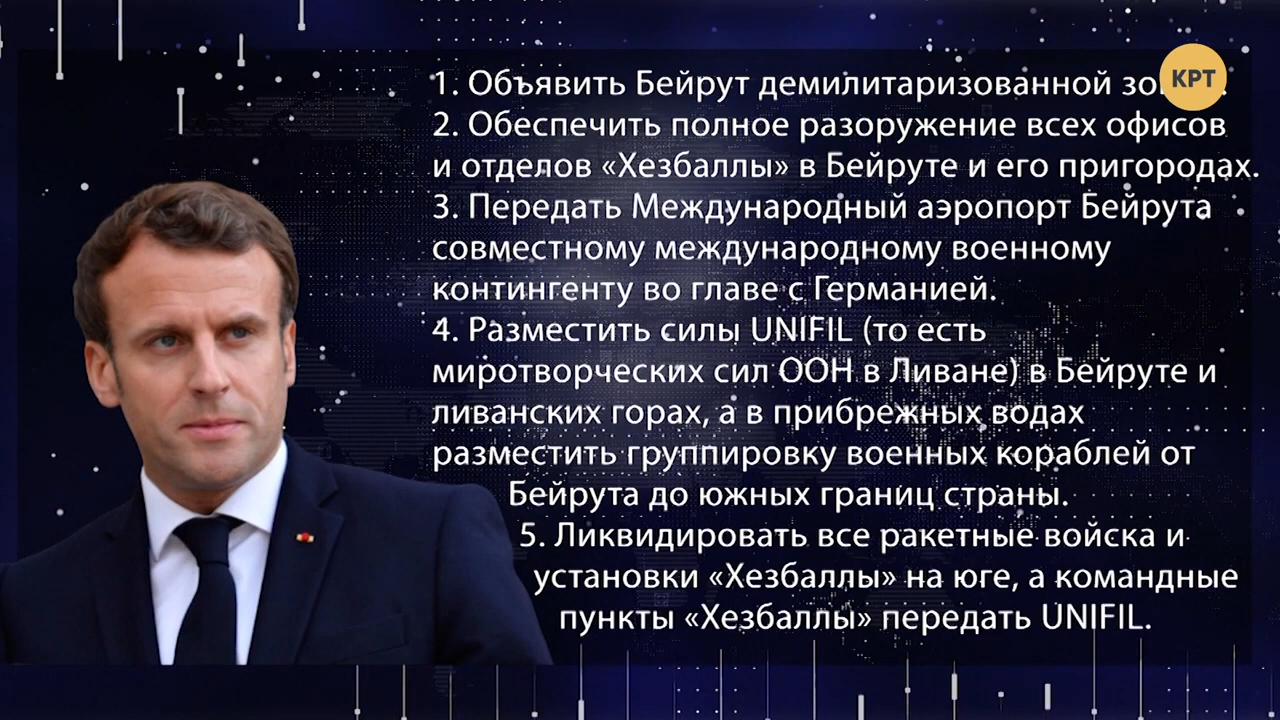 1. Объявить Бейрут демилитаризованной
КРТ
2. Обеспечить полное разоружение всех офисов
и отделов «Хезбаллы» в Бейруте и его пригородах.
3. Передать Международный аэропорт Бейрута
совместному международному военному
контингенту во главе с Германией.
4. Разместить силы UNIFIL (то есть
миротворческих сил ООН в Ливане) в Бейруте и
ливанских горах, а в прибрежных водах
разместить группировку военных кораблей от
Бейрута до южных границ страны.
5. Ликвидировать все ракетные войска и
установки «Хезбаллы» на юге, а командные
пункты «Хезбаллы» передать UNIFIL.